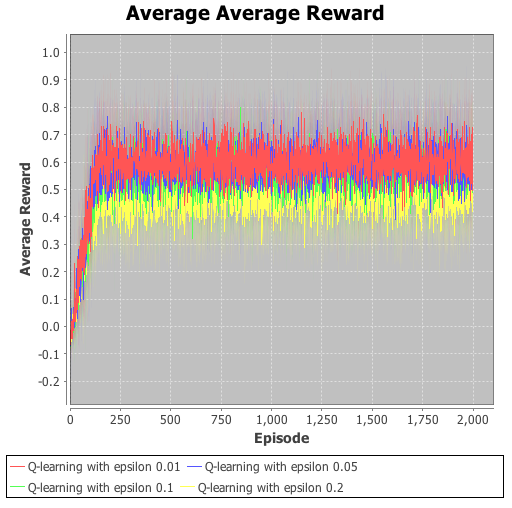 Average Average Reward
1.0
0.9
0.8
0.7
0.6
0.5
0.4
0.3
0.2
0.1
0.0
-0.1
-0.2
Average Reward
0 250 500 750 1,000 1,250 1,500 1,750 2,000
Episode
Q-learning with epsilon 0.01 Q-learning with epsilon 0.05
Q-learning with epsilon 0.1 Q-learning with epsilon 0.2